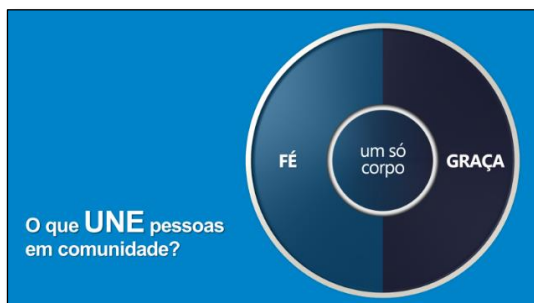 FÉ
um só
corpo
GRAÇA
O que UNE pessoas
em comunidade?